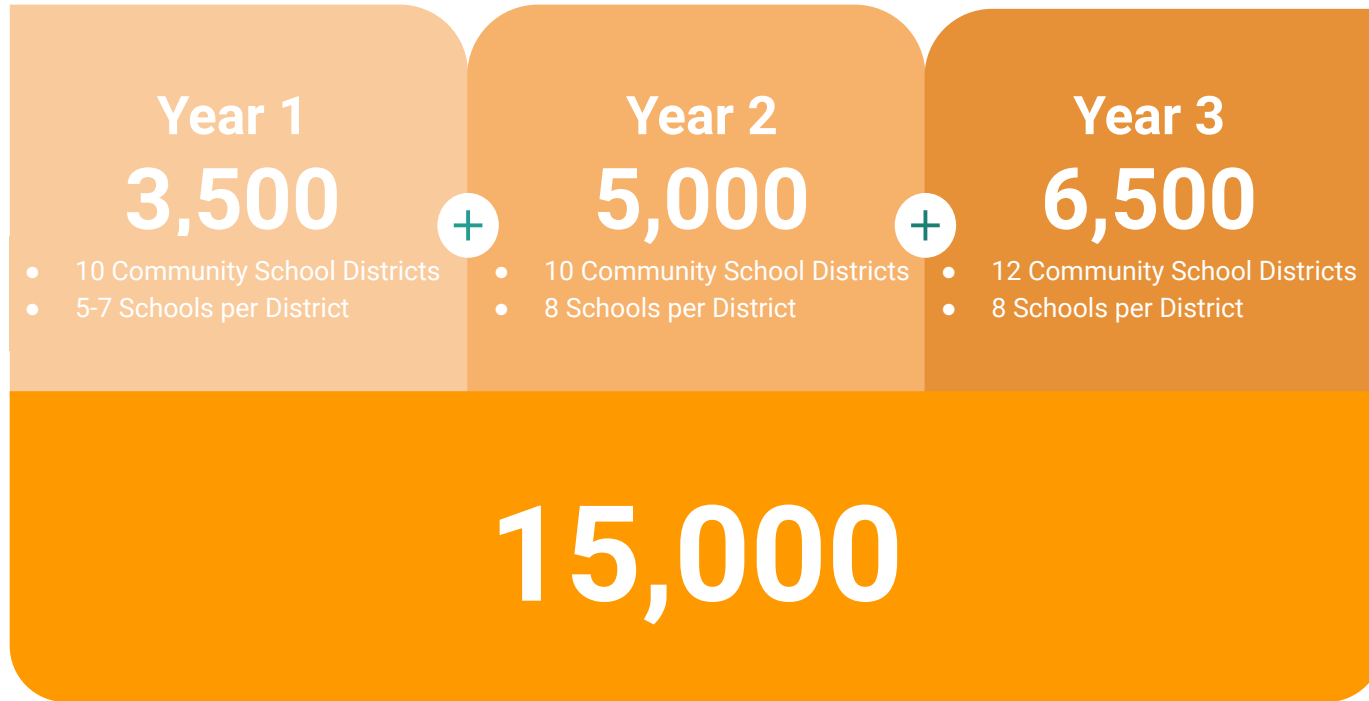 Year 1
3,500
● 10 Community School Districts
● 5-7 Schools per District
+
Year 2
5,000
● 10 Community School Districts
● 8 Schools per District
+
Year 3
6,500
● 12 Community School Districts
● 8 Schools per District
15,000